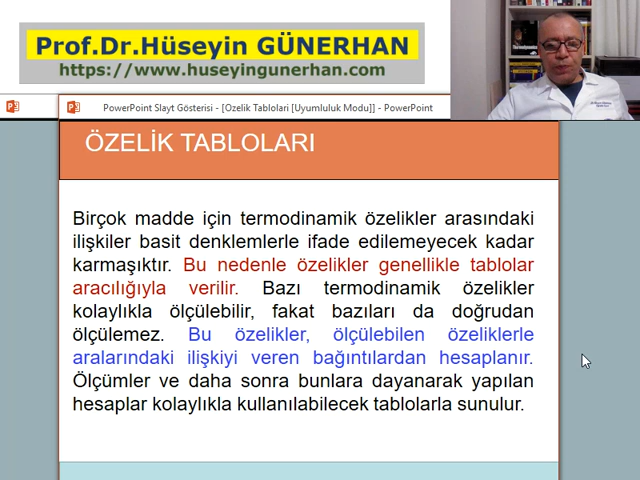 Prof.Dr.Hüseyin GÜNERHAN
https://www.huseyingunerhan.com
PowerPoint Slayt Gösterisi - [Ozelik Tablolari [Uyumluluk Modu]] - PowerPoint
ÖZELİK TABLOLARI
Birçok madde için termodinamik özelikler arasındaki
ilişkiler basit denklemlerle ifade edilemeyecek kadar
karmaşıktır. Bu nedenle özelikler genellikle tablolar
aracılığıyla verilir. Bazı termodinamik özelikler
kolaylıkla ölçülebilir, fakat bazıları da doğrudan
ölçülemez. Bu özelikler, ölçülebilen özeliklerle
aralarındaki ilişkiyi veren bağıntılardan hesaplanır.
Ölçümler ve daha sonra bunlara dayanarak yapılan
hesaplar kolaylıkla kullanılabilecek tablolarla sunulur.